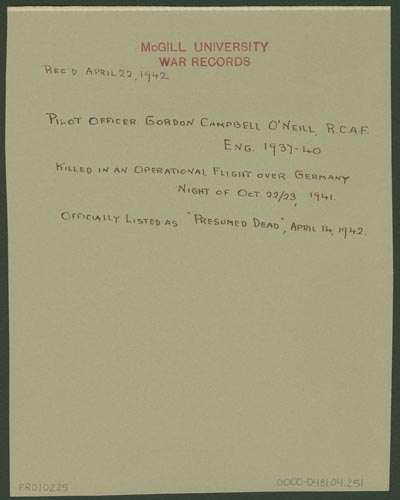 McGILL UNIVERSITY
WAR RECORDS
REC'D APRIL 22, 1942
PILOT OFFICER GORDON CAMPBELL O'NEILL, R.C.A.F.
ENG. 1937-40
KILLED IN AN OPERATIONAL FLIGHT OVER GERMANY
NIGHT OF OCT. 22/23, 1941.
OFFICIALLY LISTED AS "PRESUMED DEAD", APRIL 14, 1942.
PR010225
0000-0481.04.251